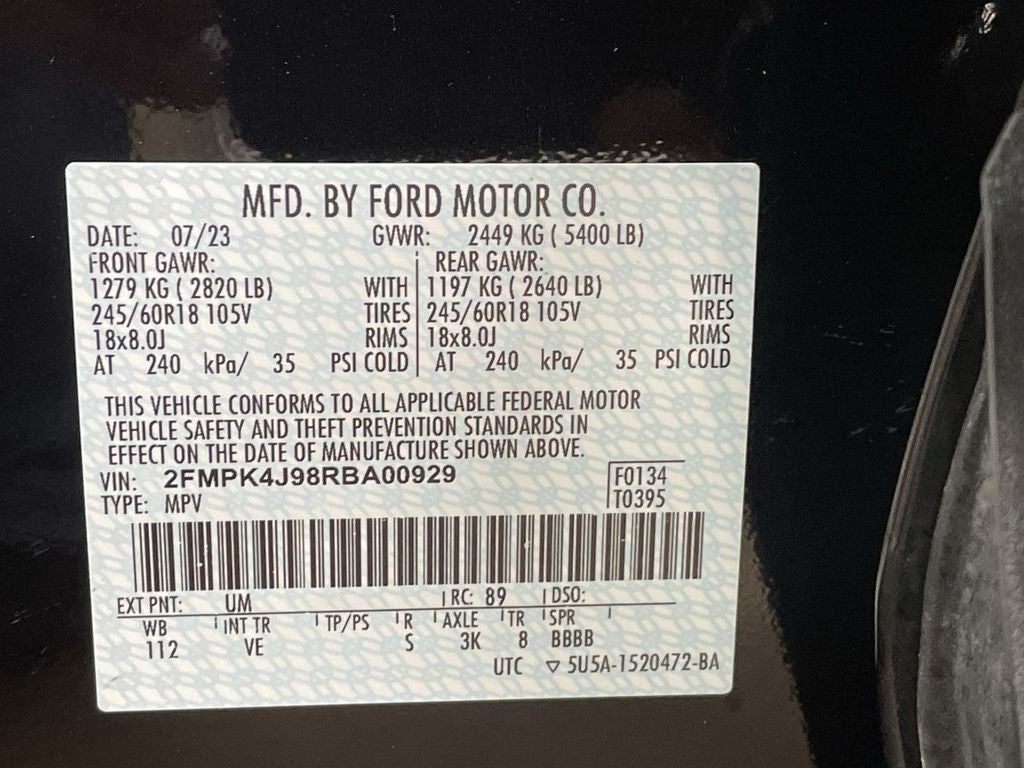 MFD. BY FORD MOTOR CO.
DATE: 07/23 GVWR: 2449 KG ( 5400 LB)
FRONT GAWR: REAR GAWR:
1279 KG ( 2820 LB) WITH 1197 KG ( 2640 LB) WITH
245/60R18 105V TIRES 245/60R18 105V TIRES
18x8.0J RIMS 18x8.0J RIMS
AT 240 kPa/ 35 PSI COLD AT 240 kPa/ 35 PSI COLD
THIS VEHICLE CONFORMS TO ALL APPLICABLE FEDERAL MOTOR
VEHICLE SAFETY AND THEFT PREVENTION STANDARDS IN
EFFECT ON THE DATE OF MANUFACTURE SHOWN ABOVE.
VIN: 2FMPK4J98RBA00929 F0134
TYPE: MPV T0395
EXT PNT: UM RC: 89 DSO:
WB INT TR TP/PS R AXLE TR SPR
112 VE S 3K 8 BBBB
UTC ▽ 5U5A-1520472-BA